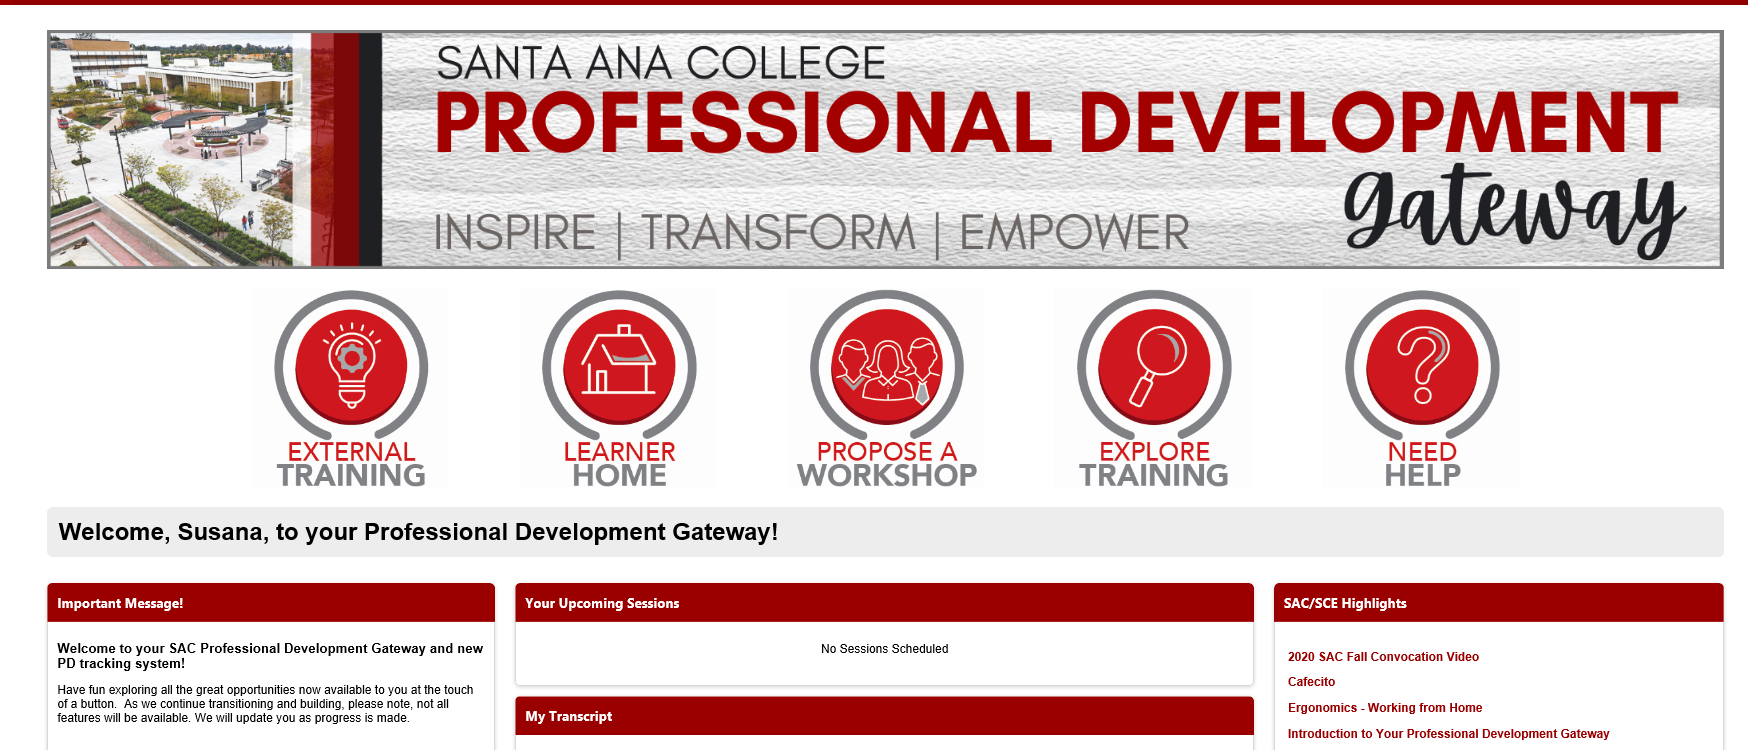 SANTA ANA COLLEGE
PROFESSIONAL DEVELOPMENT
gateway
INSPIRE | TRANSFORM | EMPOWER
EXTERNAL
TRAINING
LEARNER
HOME
PROPOSE A
WORKSHOP
EXPLORE
TRAINING
NEED
HELP
Welcome, Susana, to your Professional Development Gateway!
Important Message!
Welcome to your SAC Professional Development Gateway and new
PD tracking system!
Have fun exploring all the great opportunities now available to you at the touch
of a button.  As we continue transitioning and building, please note, not all
features will be available. We will update you as progress is made.
Your Upcoming Sessions
No Sessions Scheduled
My Transcript
SAC/SCE Highlights
2020 SAC Fall Convocation Video
Cafecito
Ergonomics - Working from Home
Introduction to Your Professional Development Gateway